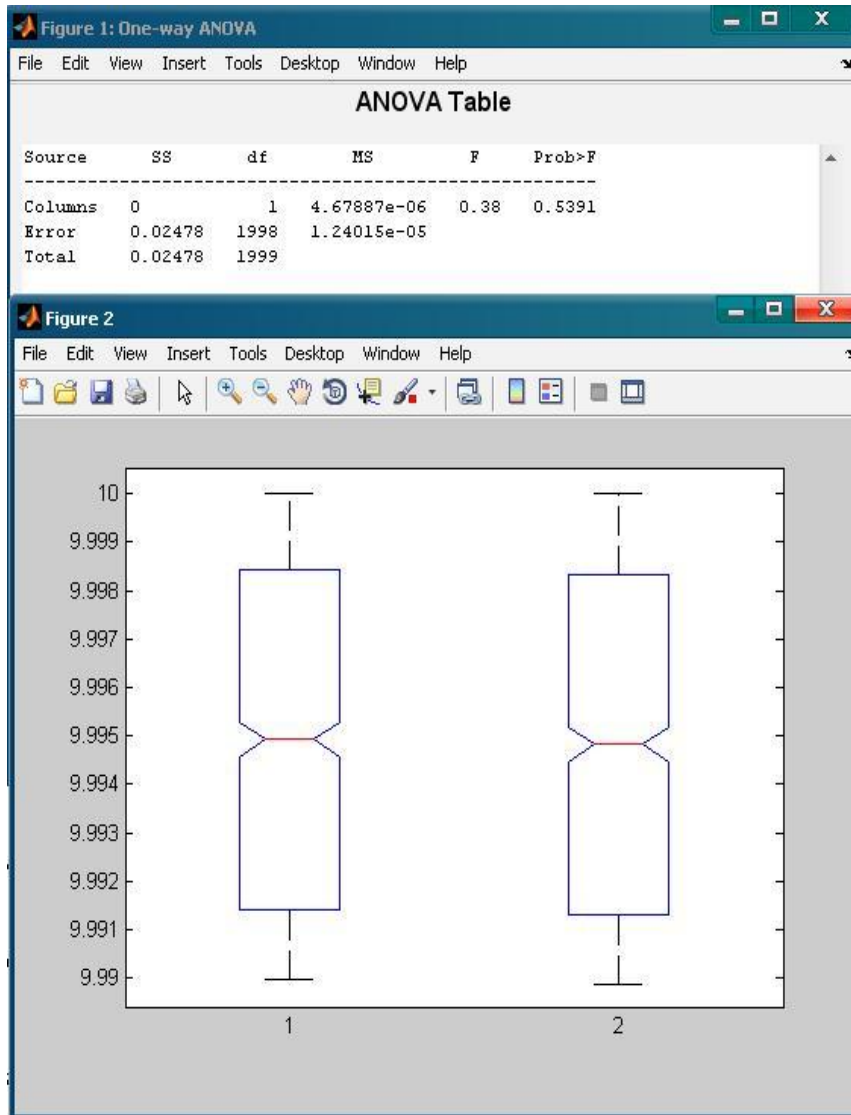 Figure 1: One-way ANOVA
File Edit View Insert Tools Desktop Window Help
ANOVA Table
Source SS df MS F Prob>F
Columns 0 1 4.67887e-06 0.38 0.5391
Error 0.02478 1998 1.24015e-05
Total 0.02478 1999
Figure 2
File Edit View Insert Tools Desktop Window Help
10
9.999
9.998
9.997
9.996
9.995
9.994
9.993
9.992
9.991
9.99
1 2